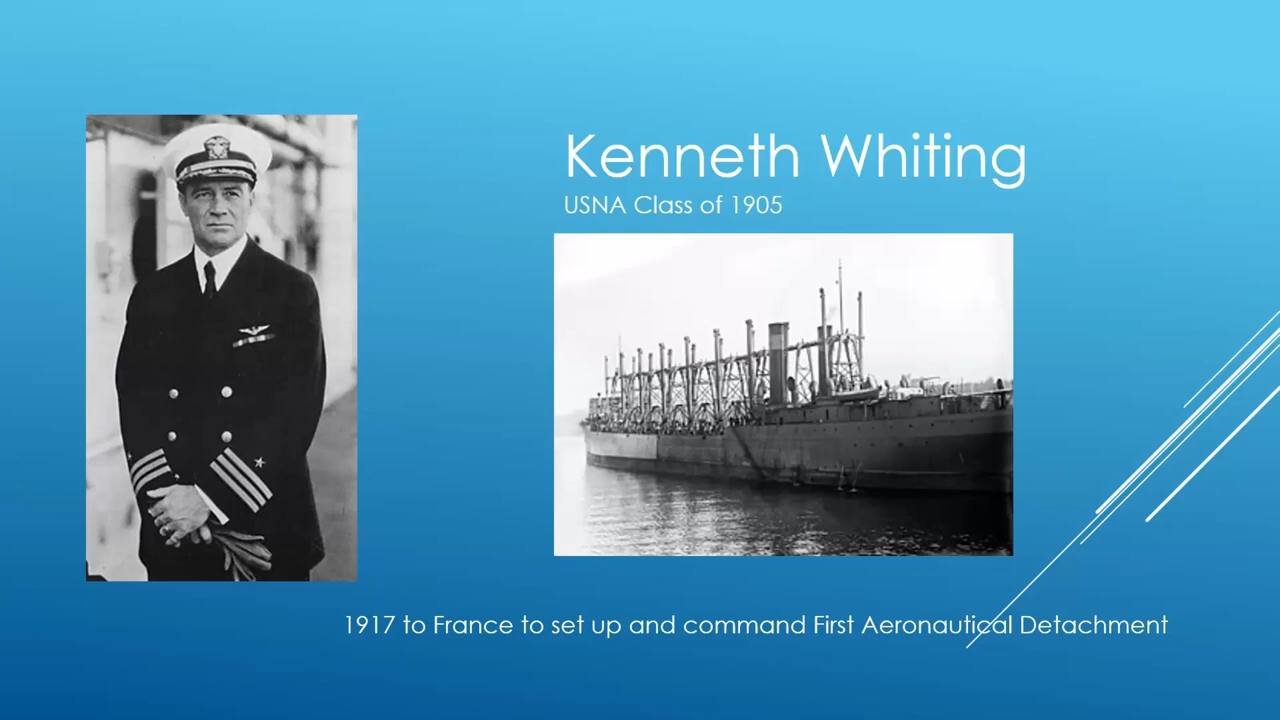 Kenneth Whiting
USNA Class of 1905
1917 to France to set up and command First Aeronautical Detachment